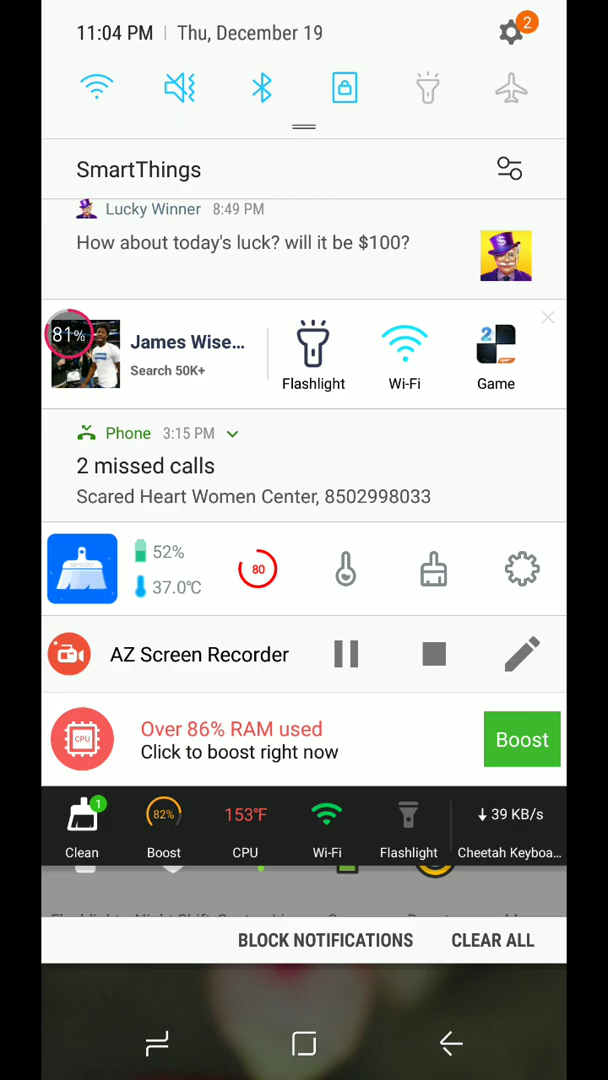 11:04 PM | Thu, December 19
2
SmartThings
Lucky Winner 8:49 PM
How about today's luck? will it be $100?
81%
James Wise...
Search 50K+
Flashlight
Wi-Fi
2
Game
Phone 3:15 PM
2 missed calls
Scared Heart Women Center, 8502998033
52%
37.0℃
80
AZ Screen Recorder
CPU
Over 86% RAM used
Click to boost right now
Boost
1
82%
153°F
↓ 39 KB/s
Clean
Boost
CPU
Wi-Fi
Flashlight
Cheetah Keyboa...
BLOCK NOTIFICATIONS
CLEAR ALL